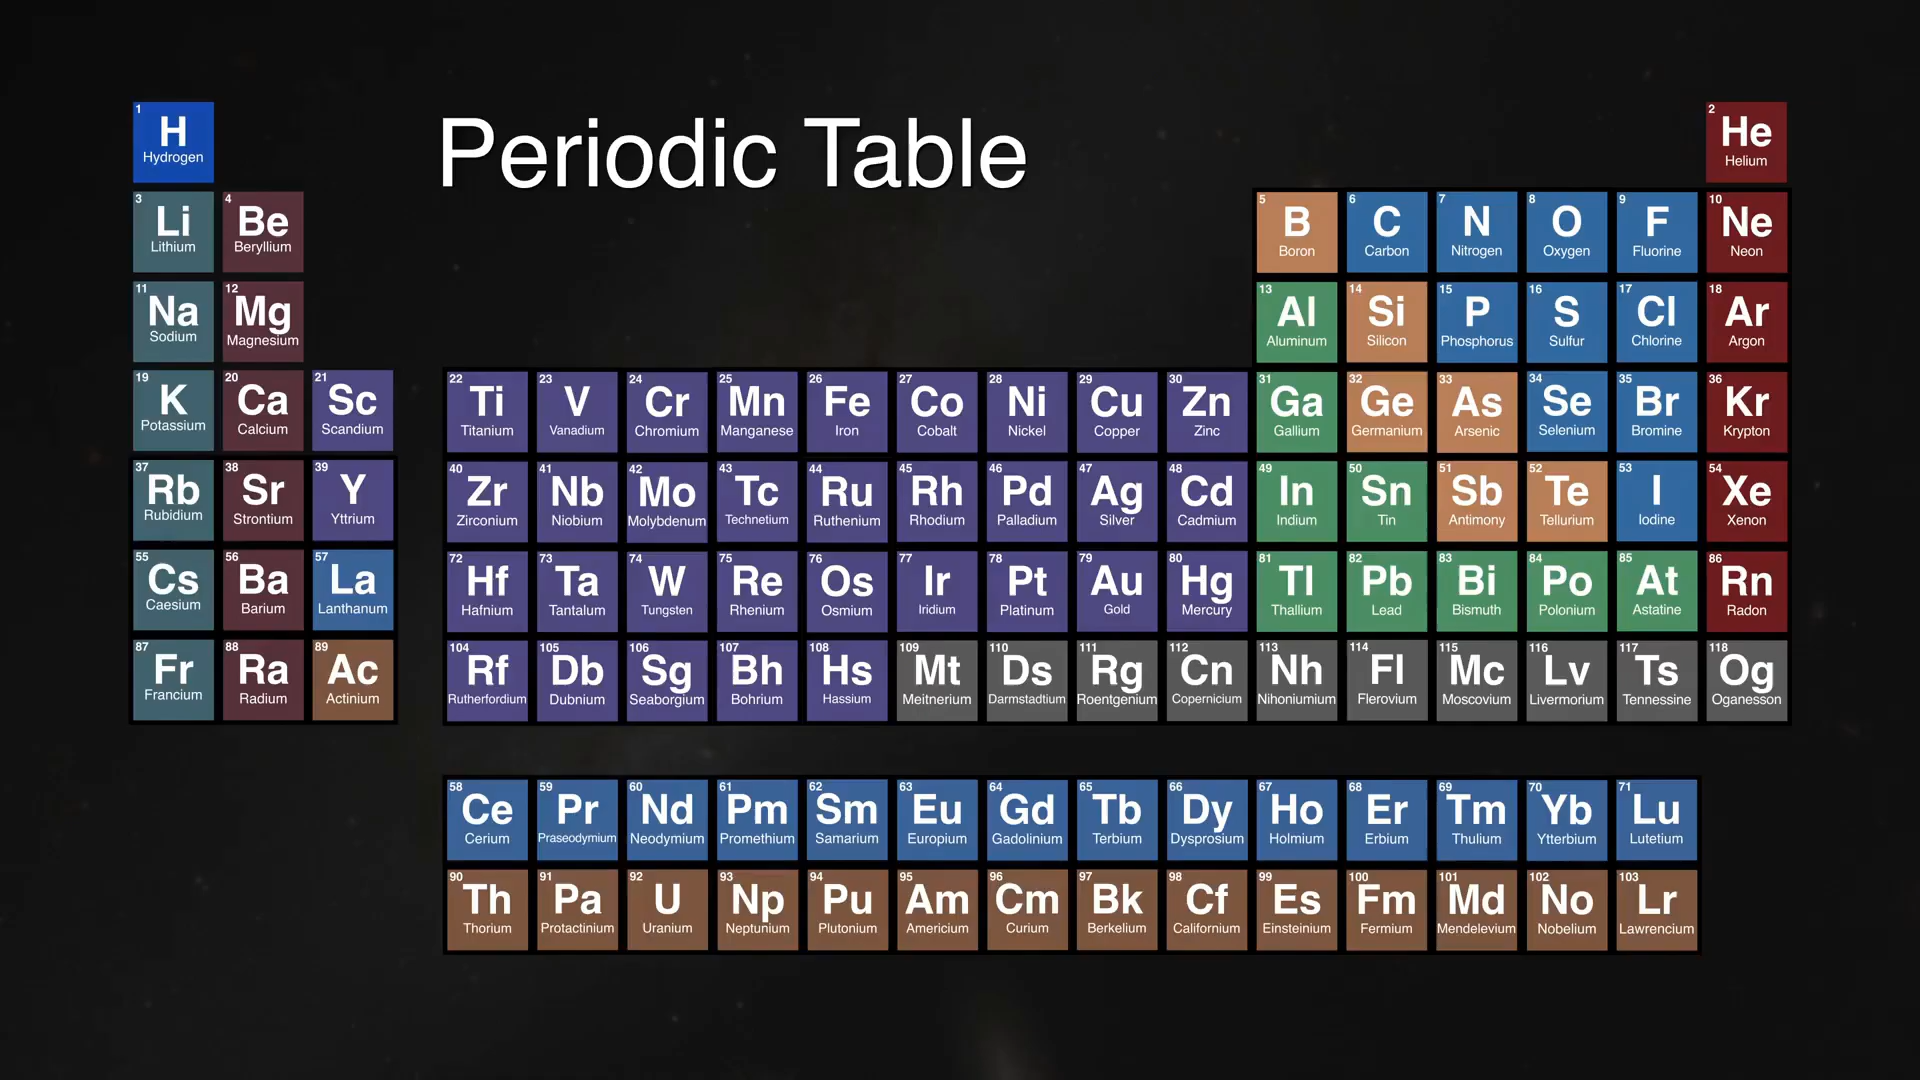 Periodic Table
1 H Hydrogen
2 He Helium
3 Li Lithium
4 Be Beryllium
5 B Boron
6 C Carbon
7 N Nitrogen
8 O Oxygen
9 F Fluorine
10 Ne Neon
11 Na Sodium
12 Mg Magnesium
13 Al Aluminum
14 Si Silicon
15 P Phosphorus
16 S Sulfur
17 Cl Chlorine
18 Ar Argon
19 K Potassium
20 Ca Calcium
21 Sc Scandium
22 Ti Titanium
23 V Vanadium
24 Cr Chromium
25 Mn Manganese
26 Fe Iron
27 Co Cobalt
28 Ni Nickel
29 Cu Copper
30 Zn Zinc
31 Ga Gallium
32 Ge Germanium
33 As Arsenic
34 Se Selenium
35 Br Bromine
36 Kr Krypton
37 Rb Rubidium
38 Sr Strontium
39 Y Yttrium
40 Zr Zirconium
41 Nb Niobium
42 Mo Molybdenum
43 Tc Technetium
44 Ru Ruthenium
45 Rh Rhodium
46 Pd Palladium
47 Ag Silver
48 Cd Cadmium
49 In Indium
50 Sn Tin
51 Sb Antimony
52 Te Tellurium
53 I Iodine
54 Xe Xenon
55 Cs Caesium
56 Ba Barium
57 La Lanthanum
72 Hf Hafnium
73 Ta Tantalum
74 W Tungsten
75 Re Rhenium
76 Os Osmium
77 Ir Iridium
78 Pt Platinum
79 Au Gold
80 Hg Mercury
81 Tl Thallium
82 Pb Lead
83 Bi Bismuth
84 Po Polonium
85 At Astatine
86 Rn Radon
87 Fr Francium
88 Ra Radium
89 Ac Actinium
104 Rf Rutherfordium
105 Db Dubnium
106 Sg Seaborgium
107 Bh Bohrium
108 Hs Hassium
109 Mt Meitnerium
110 Ds Darmstadtium
111 Rg Roentgenium
112 Cn Copernicium
113 Nh Nihoniumium
114 Fl Flerovium
115 Mc Moscovium
116 Lv Livermorium
117 Ts Tennessine
118 Og Oganesson
58 Ce Cerium
59 Pr Praseodymium
60 Nd Neodymium
61 Pm Promethium
62 Sm Samarium
63 Eu Europium
64 Gd Gadolinium
65 Tb Terbium
66 Dy Dysprosium
67 Ho Holmium
68 Er Erbium
69 Tm Thulium
70 Yb Ytterbium
71 Lu Lutetium
90 Th Thorium
91 Pa Protactinium
92 U Uranium
93 Np Neptunium
94 Pu Plutonium
95 Am Americium
96 Cm Curium
97 Bk Berkelium
98 Cf Californium
99 Es Einsteinium
100 Fm Fermium
101 Md Mendelevium
102 No Nobelium
103 Lr Lawrencium